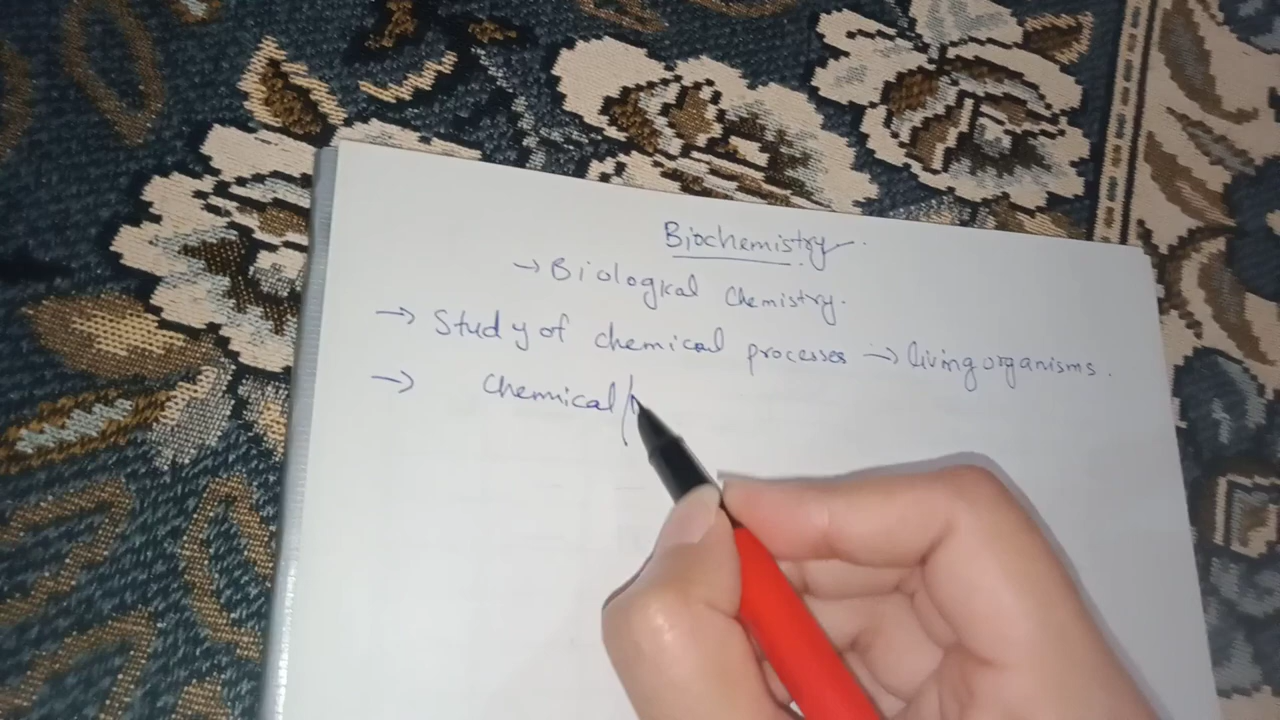 Biochemistry.
→ Biological Chemistry.
→ Study of chemical processes → living organisms.
→ Chemical/